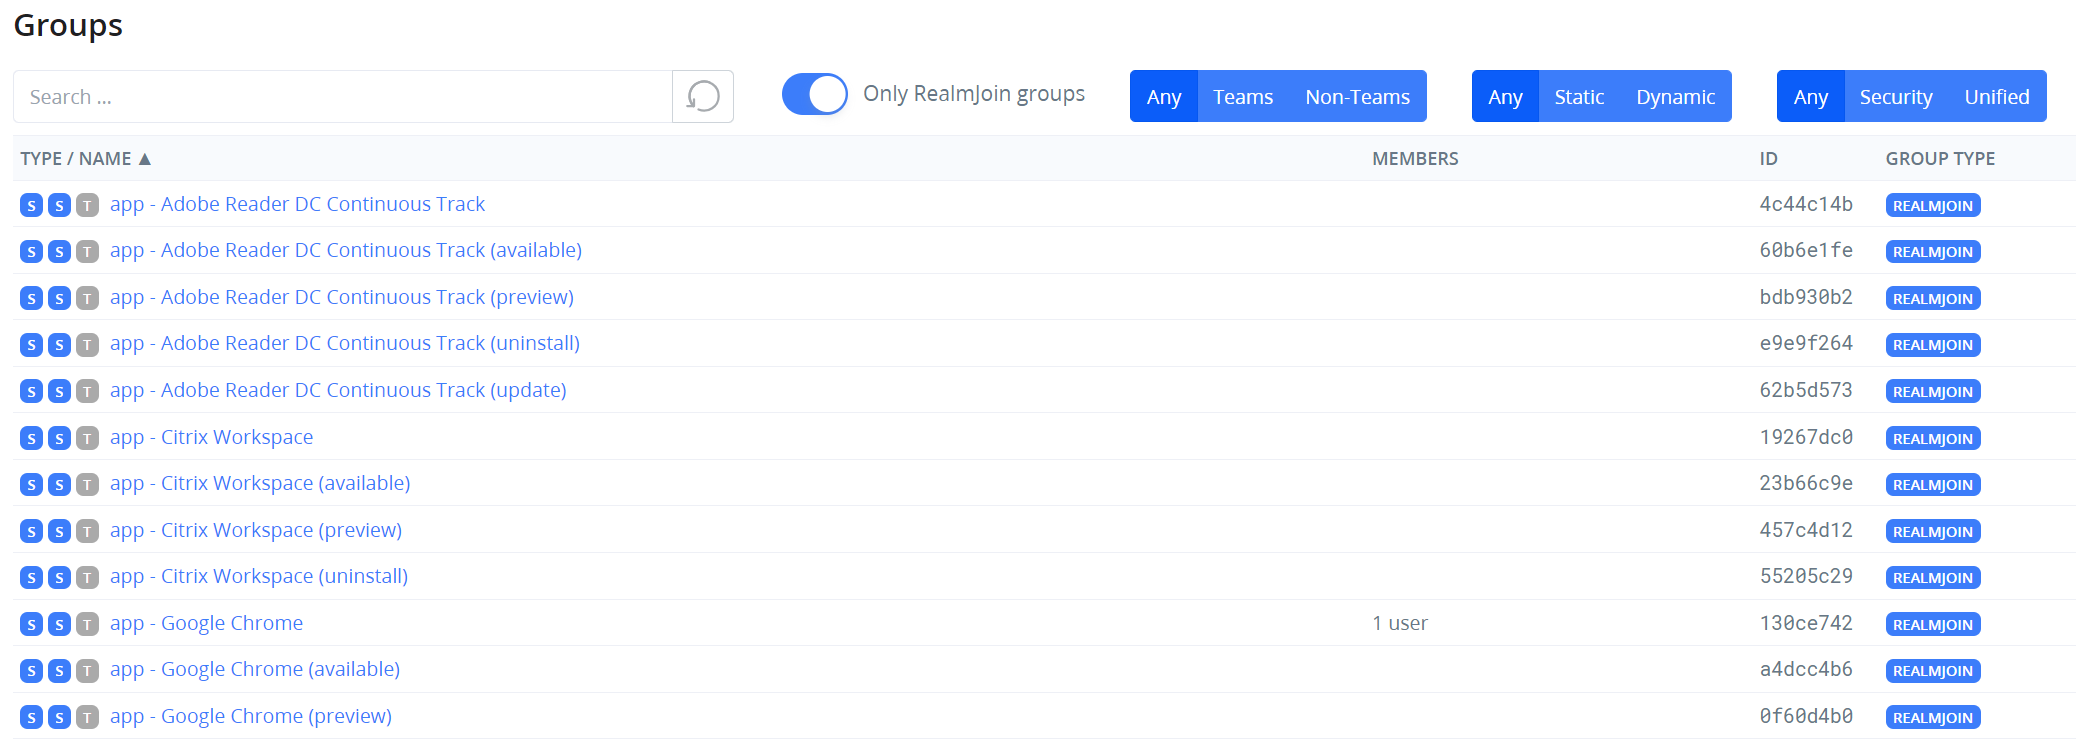 Groups
Search ... Only RealmJoin groups Any Teams Non-Teams Any Static Dynamic Any Security Unified
TYPE / NAME ▲ MEMBERS ID GROUP TYPE
S S T app - Adobe Reader DC Continuous Track 4c44c14b REALMJOIN
S S T app - Adobe Reader DC Continuous Track (available) 60b6e1fe REALMJOIN
S S T app - Adobe Reader DC Continuous Track (preview) bdb930b2 REALMJOIN
S S T app - Adobe Reader DC Continuous Track (uninstall) e9e9f264 REALMJOIN
S S T app - Adobe Reader DC Continuous Track (update) 62b5d573 REALMJOIN
S S T app - Citrix Workspace 19267dc0 REALMJOIN
S S T app - Citrix Workspace (available) 23b66c9e REALMJOIN
S S T app - Citrix Workspace (preview) 457c4d12 REALMJOIN
S S T app - Citrix Workspace (uninstall) 55205c29 REALMJOIN
S S T app - Google Chrome 1 user 130ce742 REALMJOIN
S S T app - Google Chrome (available) a4dcc4b6 REALMJOIN
S S T app - Google Chrome (preview) 0f60d4b0 REALMJOIN